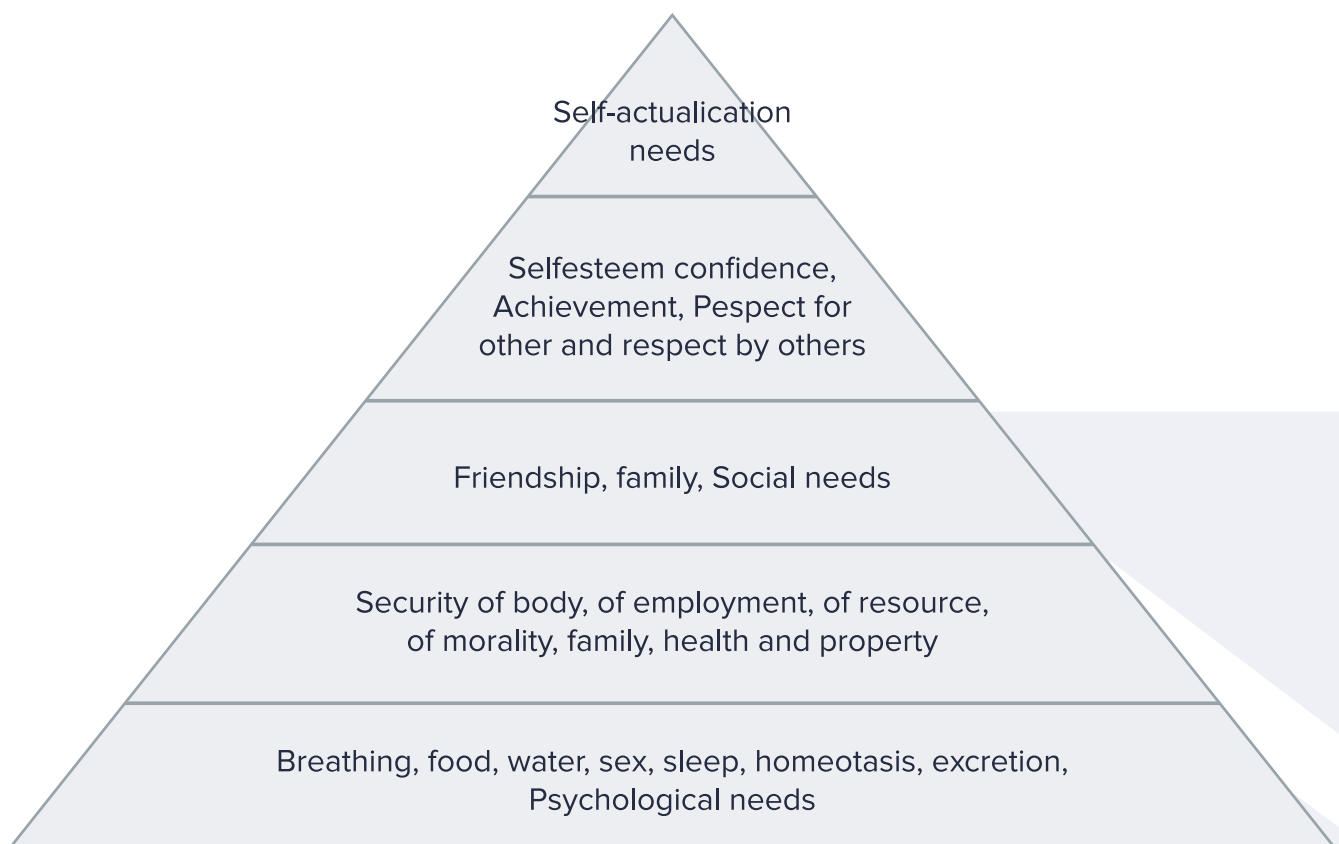 Self-actualication
needs
Selfesteem confidence,
Achievement, Pespect for
other and respect by others
Friendship, family, Social needs
Security of body, of employment, of resource,
of morality, family, health and property
Breathing, food, water, sex, sleep, homeotasis, excretion,
Psychological needs